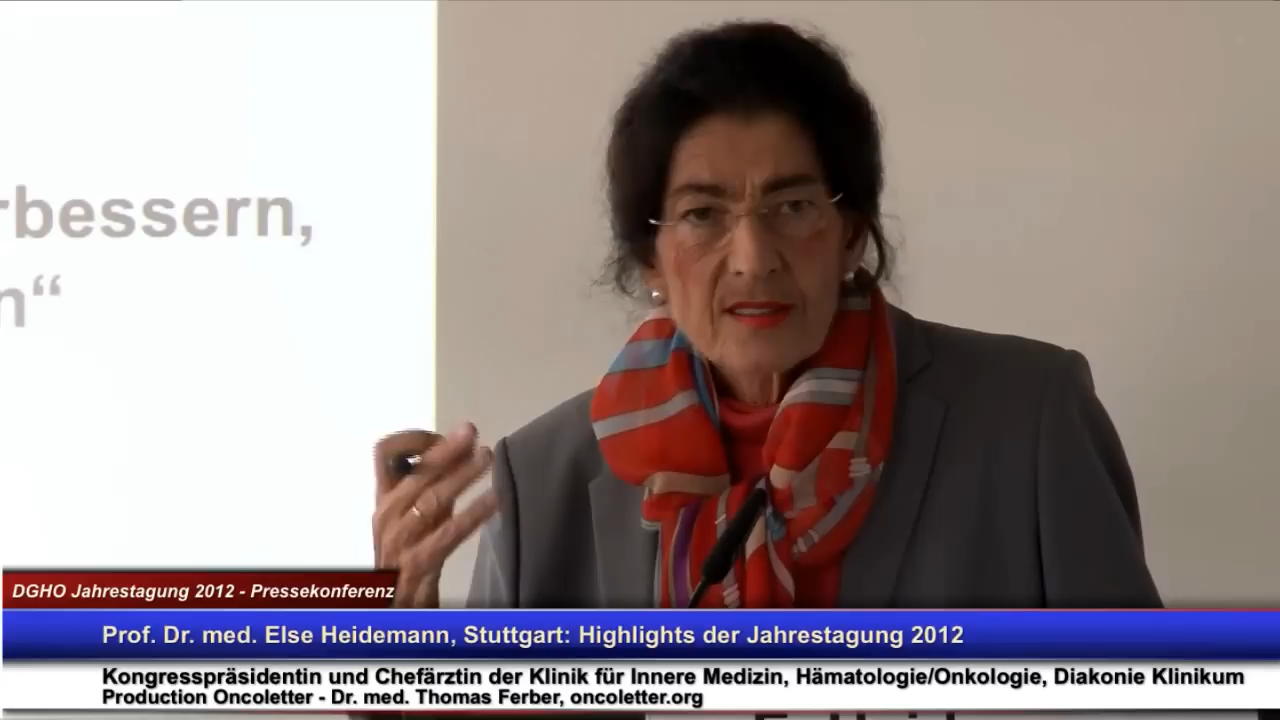 rbessern,
n“
DGHO Jahrestagung 2012 - Pressekonferenz
Prof. Dr. med. Else Heidemann, Stuttgart: Highlights der Jahrestagung 2012
Kongresspräsidentin und Chefärztin der Klinik für Innere Medizin, Hämatologie/Onkologie, Diakonie Klinikum
Production Oncoletter - Dr. med. Thomas Ferber, oncoletter.org